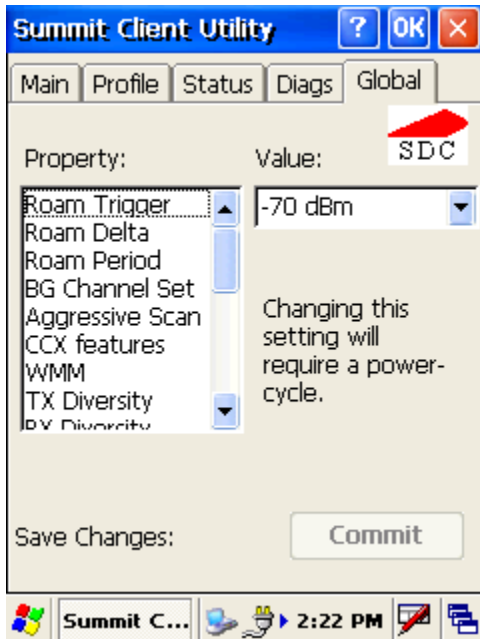 Summit Client Utility ? OK X
Main Profile Status Diags Global
SDC
Property: Value:
Roam Trigger
-70 dBm
Roam Delta
Roam Period
BG Channel Set
Aggressive Scan
CCX features
WMM
TX Diversity
RX Diversity
Changing this
setting will
require a power-
cycle.
Save Changes: Commit
Summit C... 2:22 PM